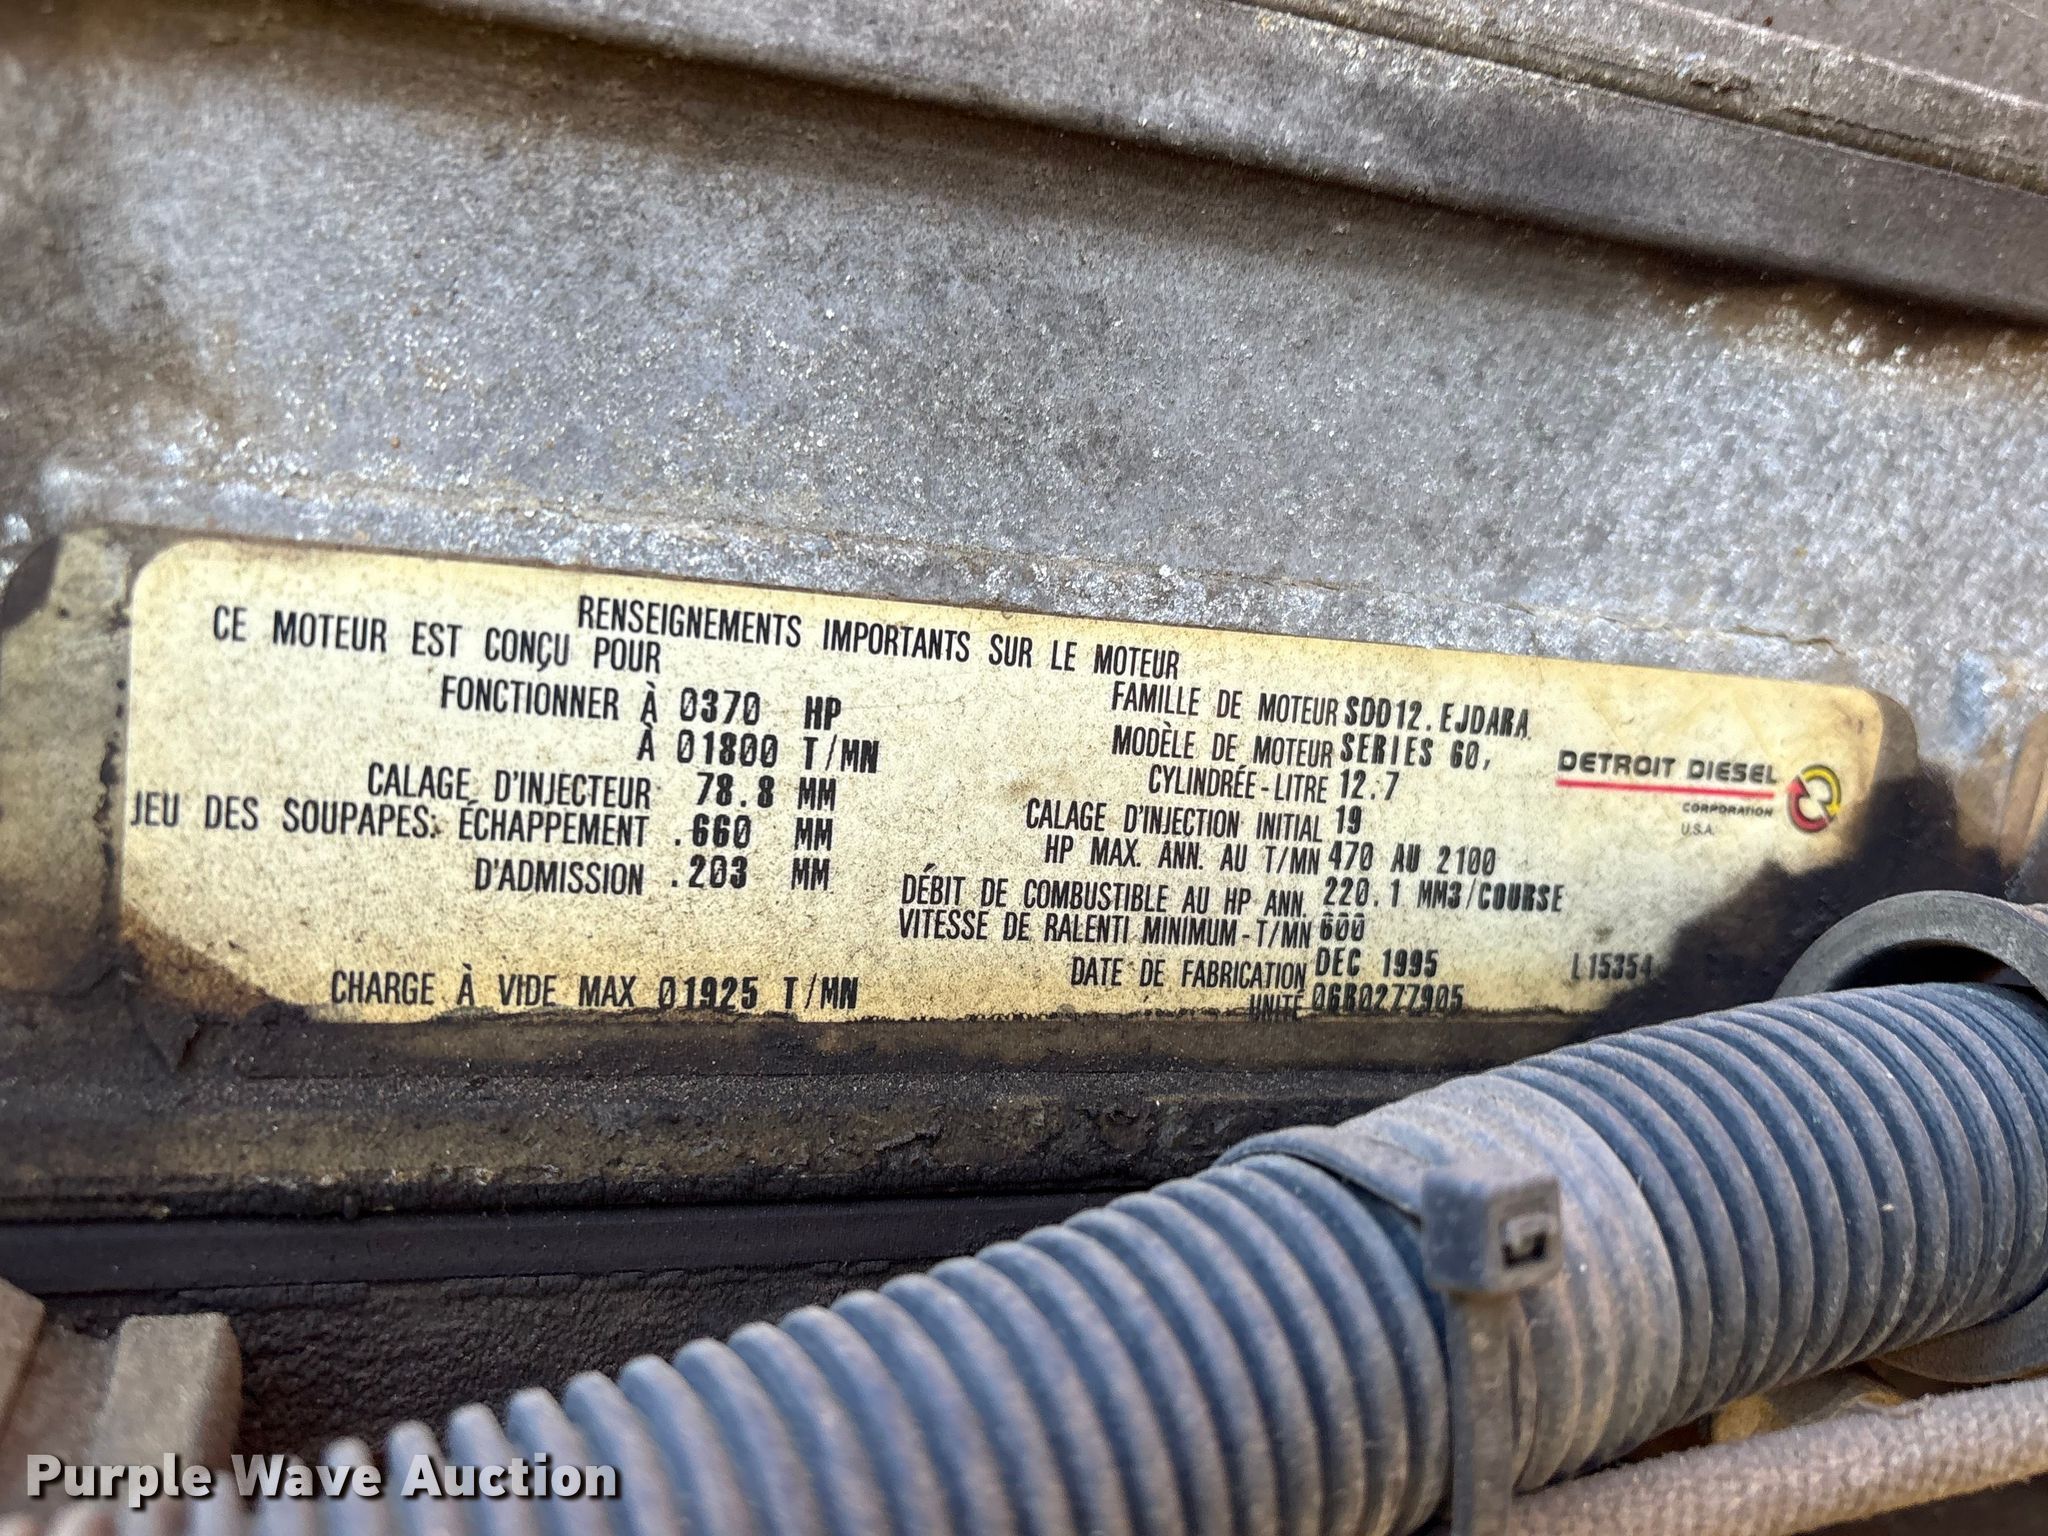 RENSEIGNEMENTS IMPORTANTS SUR LE MOTEUR
CE MOTEUR EST CONÇU POUR
FONCTIONNER À 0370 HP
À 01800 T/MN
CALAGE D'INJECTEUR 78.8 MM
JEU DES SOUPAPES: ÉCHAPPEMENT .660 MM
D'ADMISSION .203 MM
CHARGE À VIDE MAX 01925 T/MN
FAMILLE DE MOTEUR SDD12.EJDARA
MODÈLE DE MOTEUR SERIES 60,
CYLINDRÉE-LITRE 12.7
CALAGE D'INJECTION INITIAL 19
HP MAX. ANN. AU T/MN 470 AU 2100
DÉBIT DE COMBUSTIBLE AU HP ANN. 220.1 MM3/COURSE
VITESSE DE RALENTI MINIMUM-T/MN 600
DATE DE FABRICATION DEC 1995 L15354
UNITÉ 06R0277905
DETROIT DIESEL
CORPORATION
U.S.A.
Purple Wave Auction